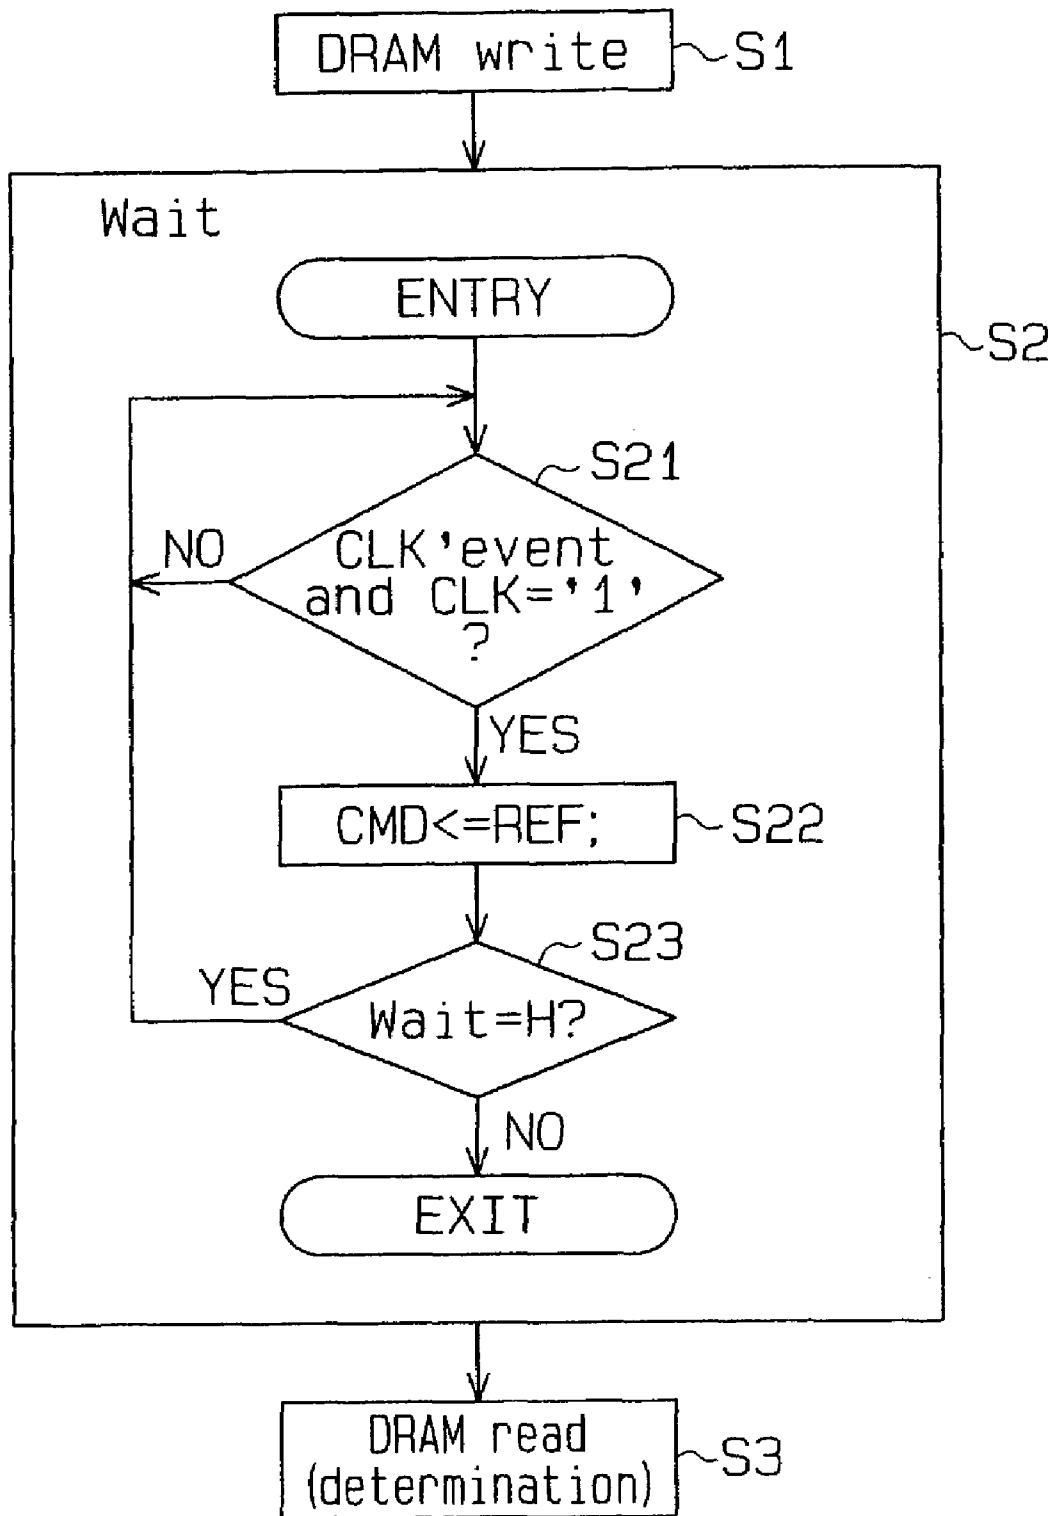 DRAM write
S1
Wait
ENTRY
S2
S21
NO
CLK'event
and CLK='1'
?
YES
CMD<=REF;
S22
S23
YES
Wait=H?
NO
EXIT
DRAM read
(determination)
S3